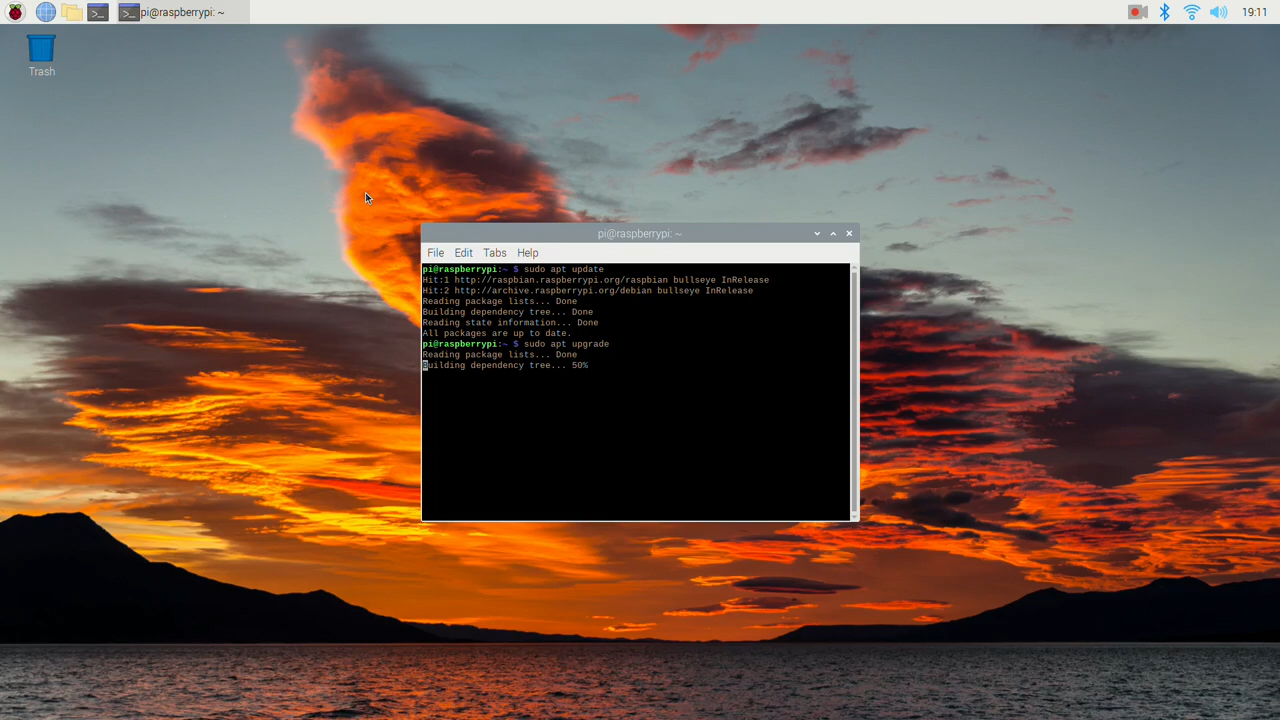 pi@raspberrypi: ~
19:11
Trash
pi@raspberrypi: ~
File Edit Tabs Help
pi@raspberrypi:~ $ sudo apt update
Hit:1 http://raspbian.raspberrypi.org/raspbian bullseye InRelease
Hit:2 http://archive.raspberrypi.org/debian bullseye InRelease
Reading package lists... Done
Building dependency tree... Done
Reading state information... Done
All packages are up to date.
pi@raspberrypi:~ $ sudo apt upgrade
Reading package lists... Done
Building dependency tree... 50%